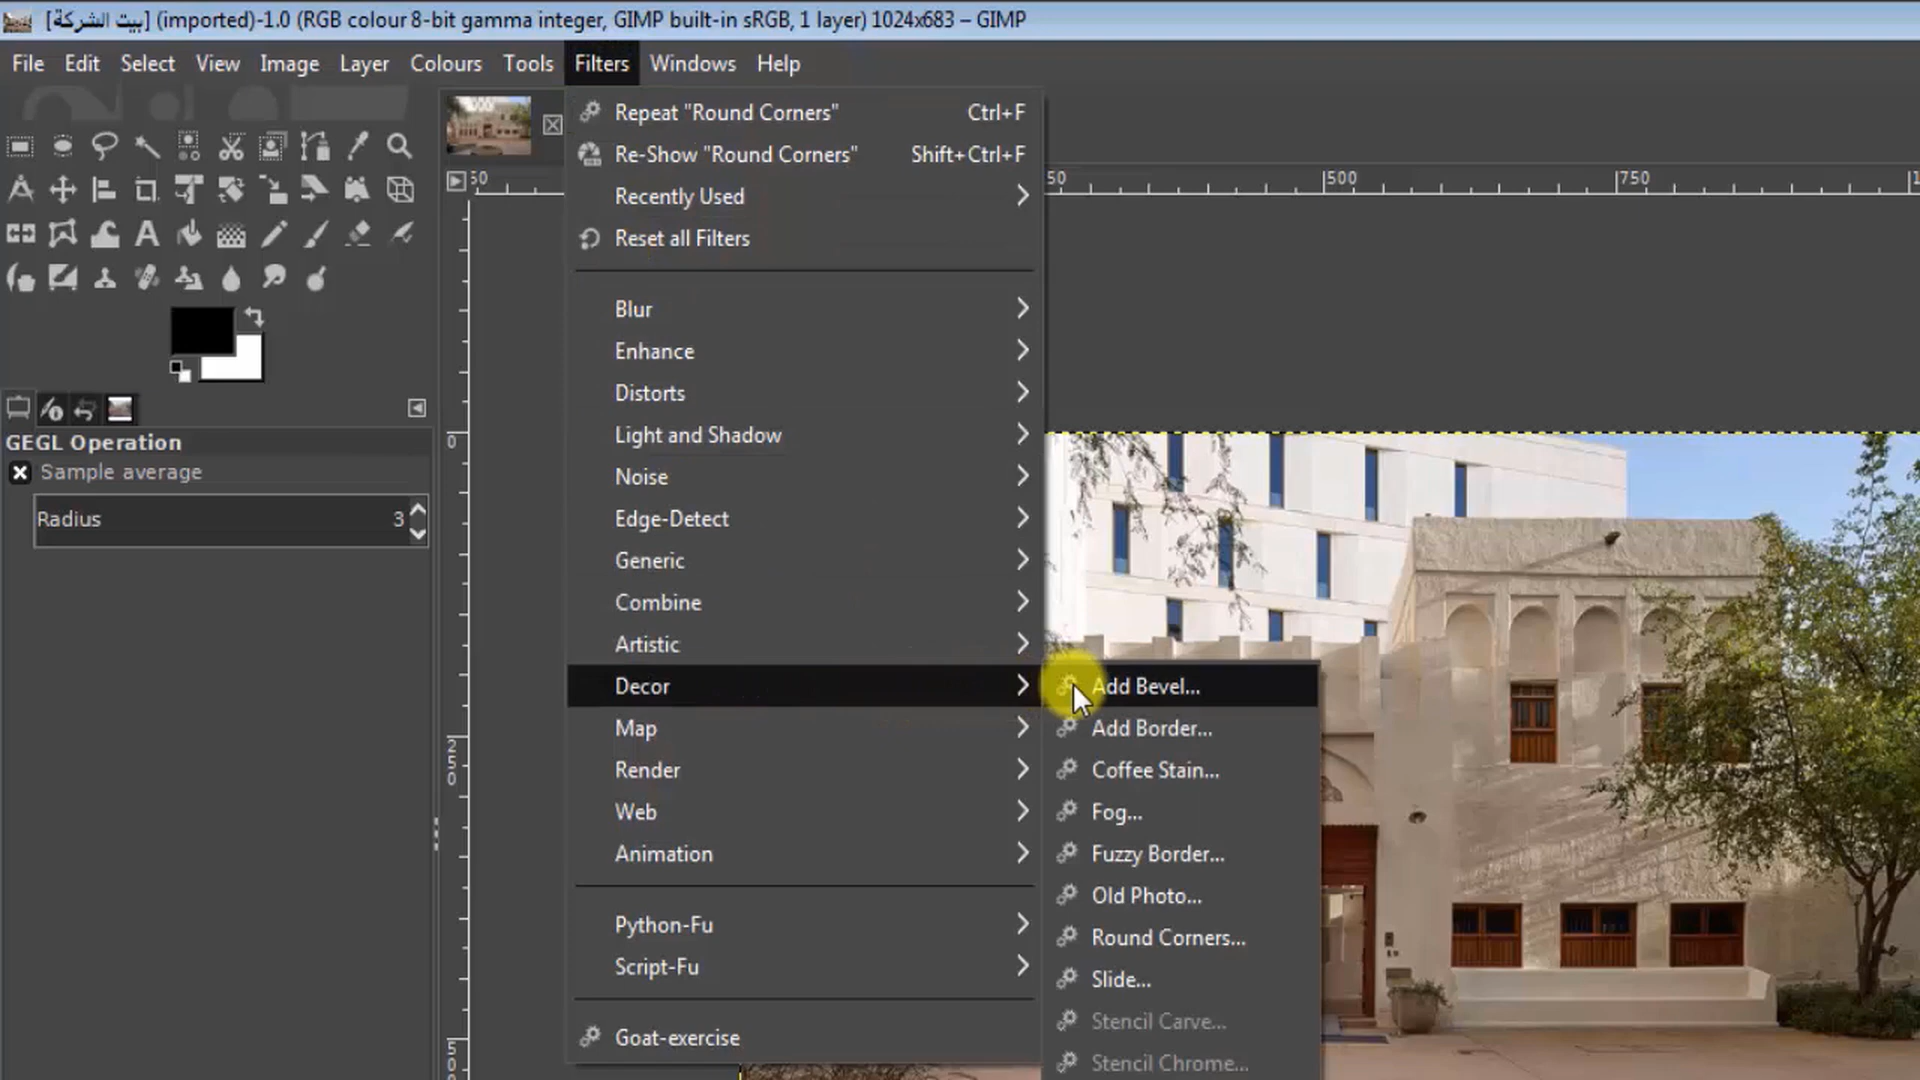 [بيت الشركة] (imported)-1.0 (RGB colour 8-bit gamma integer, GIMP built-in sRGB, 1 layer) 1024x683 – GIMP
File Edit Select View Image Layer Colours Tools Filters Windows Help
Repeat "Round Corners" Ctrl+F
Re-Show "Round Corners" Shift+Ctrl+F
Recently Used
Reset all Filters
50 50 500 750
Blur
Enhance
Distorts
Light and Shadow
Noise
Edge-Detect
Generic
Combine
Artistic
Decor
Map
Render
Web
Animation
Python-Fu
Script-Fu
Goat-exercise
GEGL Operation
Sample average
Radius 3
0
250
50
Add Bevel...
Add Border...
Coffee Stain...
Fog...
Fuzzy Border...
Old Photo...
Round Corners...
Slide...
Stencil Carve...
Stencil Chrome...